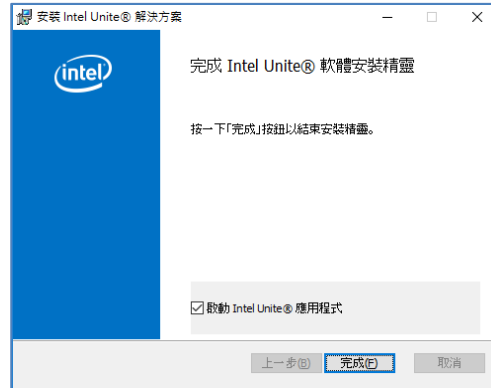 安裝 Intel Unite® 解決方案
intel
完成 Intel Unite® 軟體安裝精靈
按一下「完成」按鈕以結束安裝精靈。
啟動 Intel Unite® 應用程式
上一步(B) 完成(F) 取消